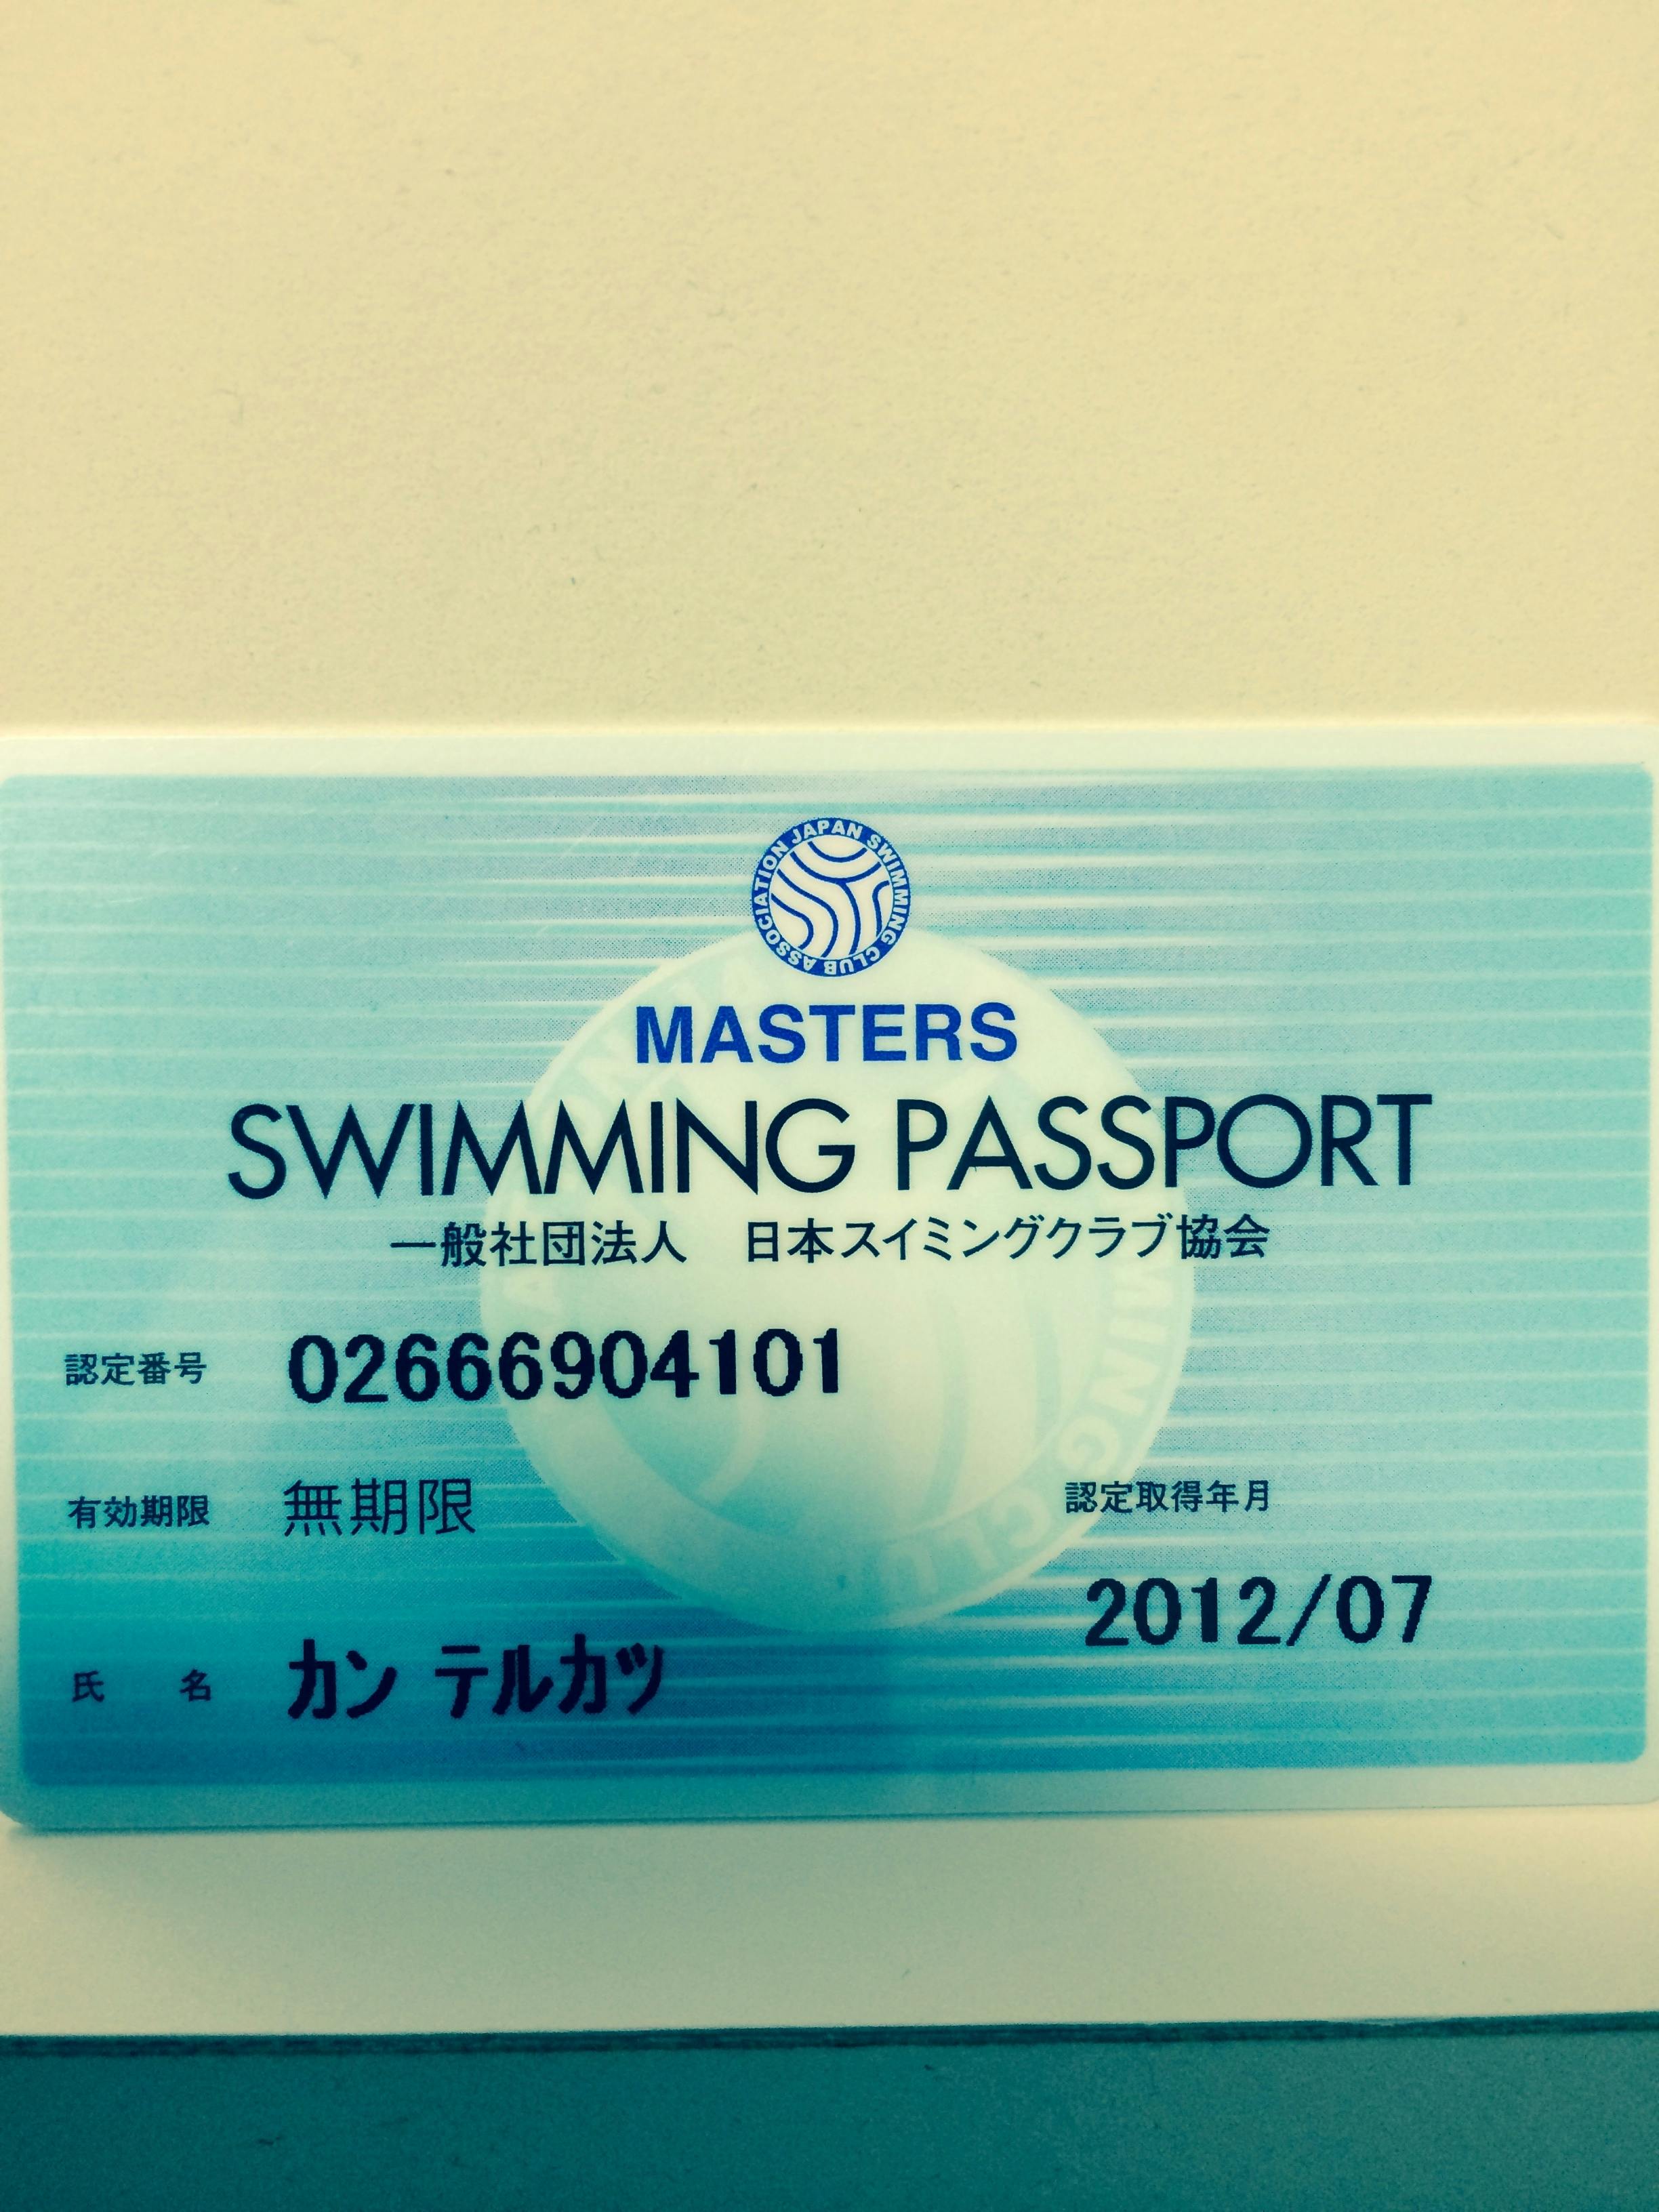 JAPAN SWIMMING CLUB ASSOCIATION
MASTERS
SWIMMING PASSPORT
一般社団法人　日本スイミングクラブ協会
認定番号 02666904101
有効期限 無期限
認定取得年月
2012/07
氏　名 カン テルカツ